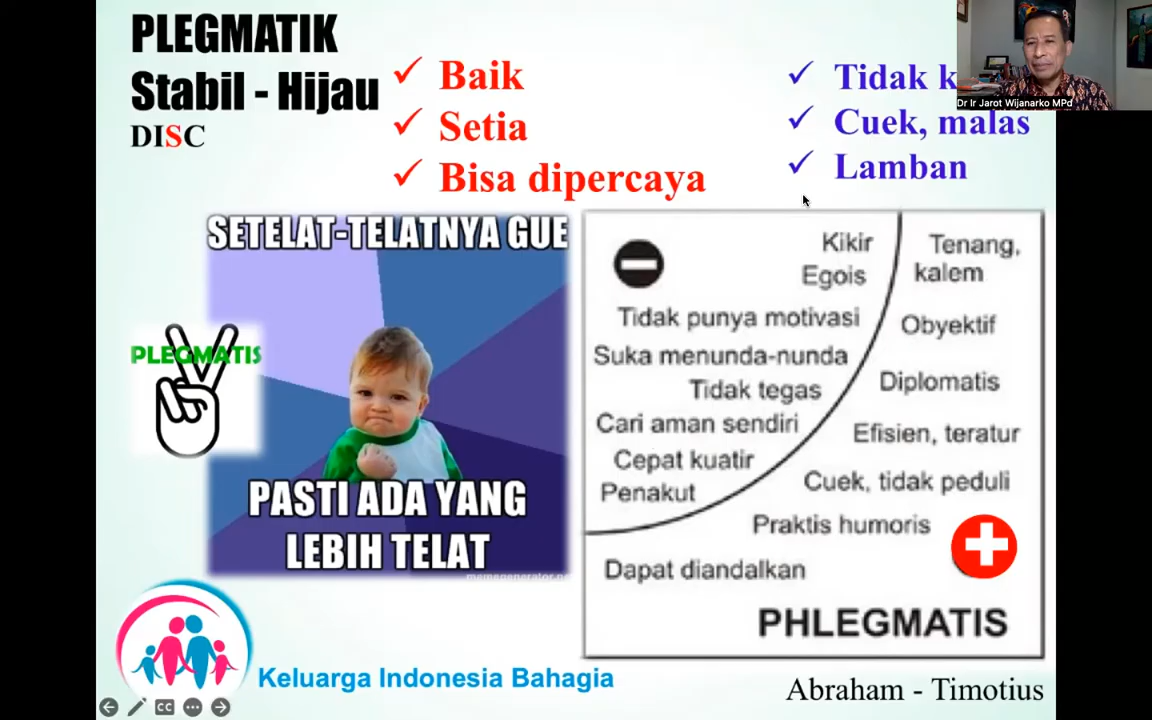 PLEGMATIK
Stabil - Hijau
DISC
Baik
Setia
Bisa dipercaya
Tidak
Cuek, malas
Lamban
Dr Ir Jarot Wijanarko MPd
SETELAT-TELATNYA GUE
PASTI ADA YANG
LEBIH TELAT
memegenerator.ne
PLEGMATIS
Kikir
Egois
Tidak punya motivasi
Suka menunda-nunda
Tidak tegas
Cari aman sendiri
Cepat kuatir
Penakut
Tenang,
kalem
Obyektif
Diplomatis
Efisien, teratur
Cuek, tidak peduli
Praktis humoris
Dapat diandalkan
PHLEGMATIS
Keluarga Indonesia Bahagia
Abraham - Timotius
CC